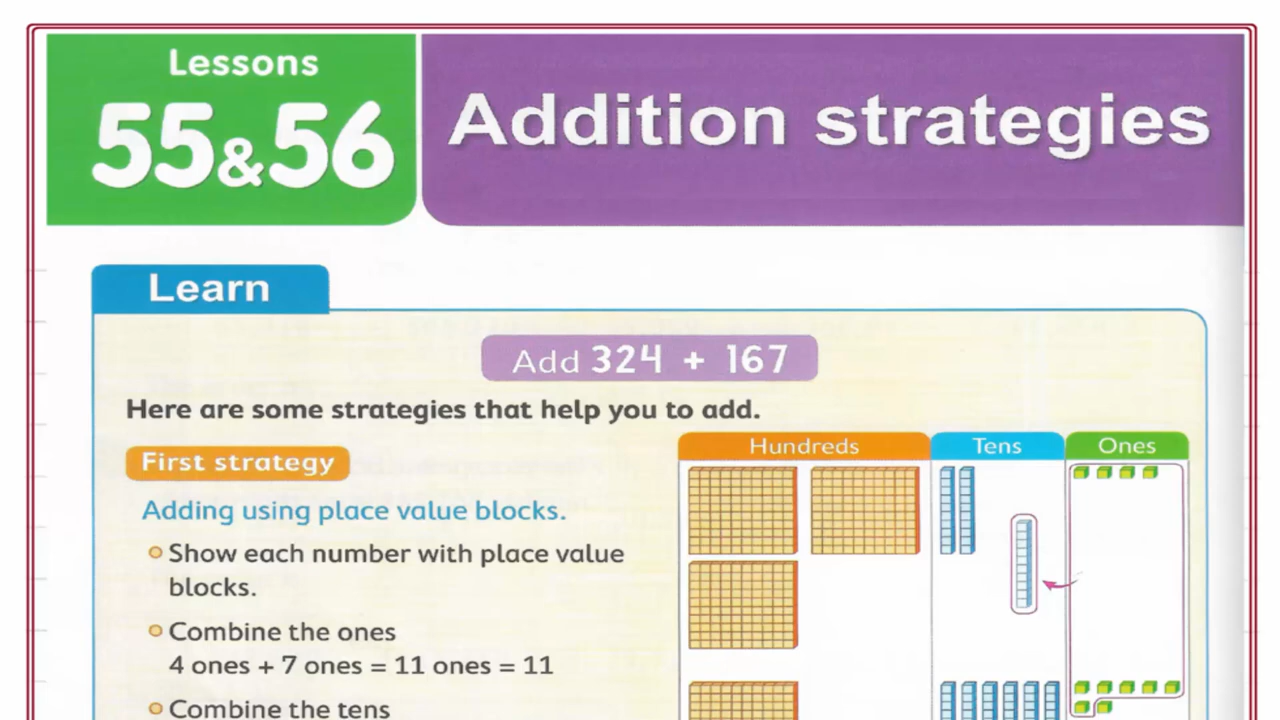 Lessons
55&56
Addition strategies
Learn
Add 324 + 167
Here are some strategies that help you to add.
First strategy
Adding using place value blocks.
Show each number with place value
blocks.
Combine the ones
4 ones + 7 ones = 11 ones = 11
Combine the tens
Hundreds
Tens
Ones